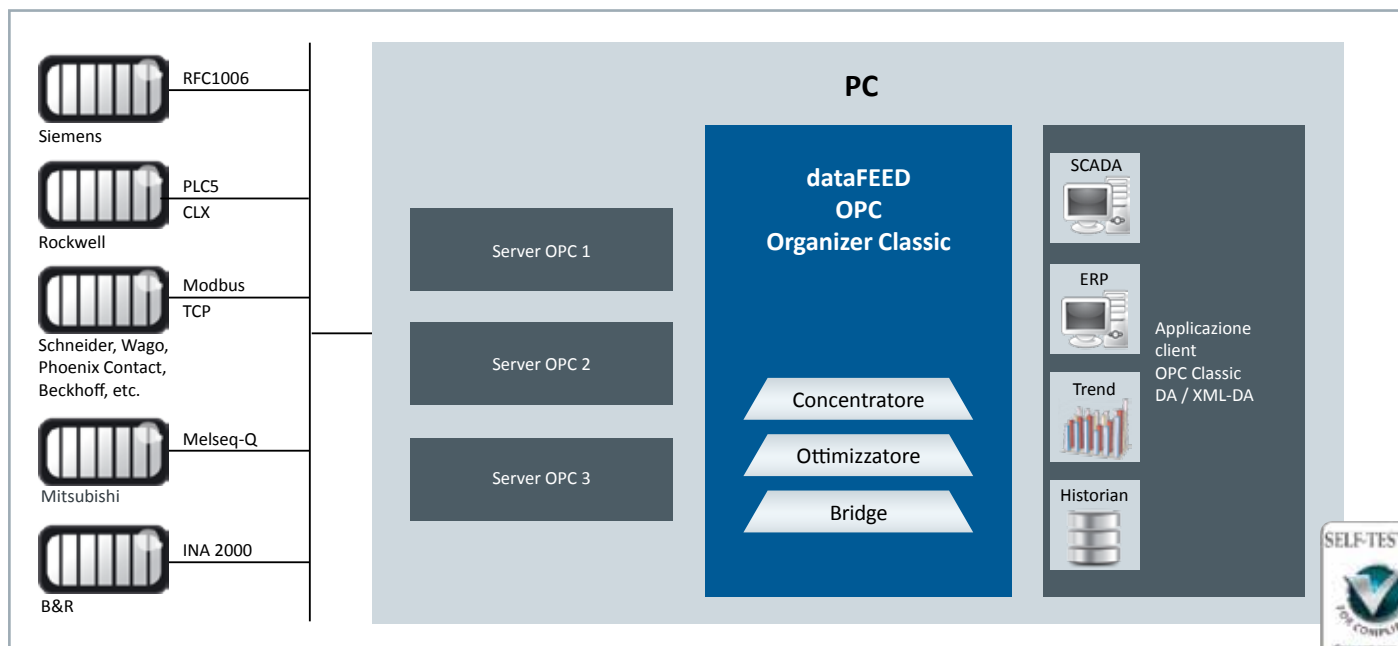 RFC1006
Siemens
PLC5
CLX
Rockwell
Modbus
TCP
Schneider, Wago,
Phoenix Contact,
Beckhoff, etc.
Melseq-Q
Mitsubishi
INA 2000
B&R
PC
Server OPC 1
Server OPC 2
Server OPC 3
dataFEED
OPC
Organizer Classic
Concentratore
Ottimizzatore
Bridge
SCADA
ERP
Trend
Historian
Applicazione
client
OPC Classic
DA / XML-DA
FOR